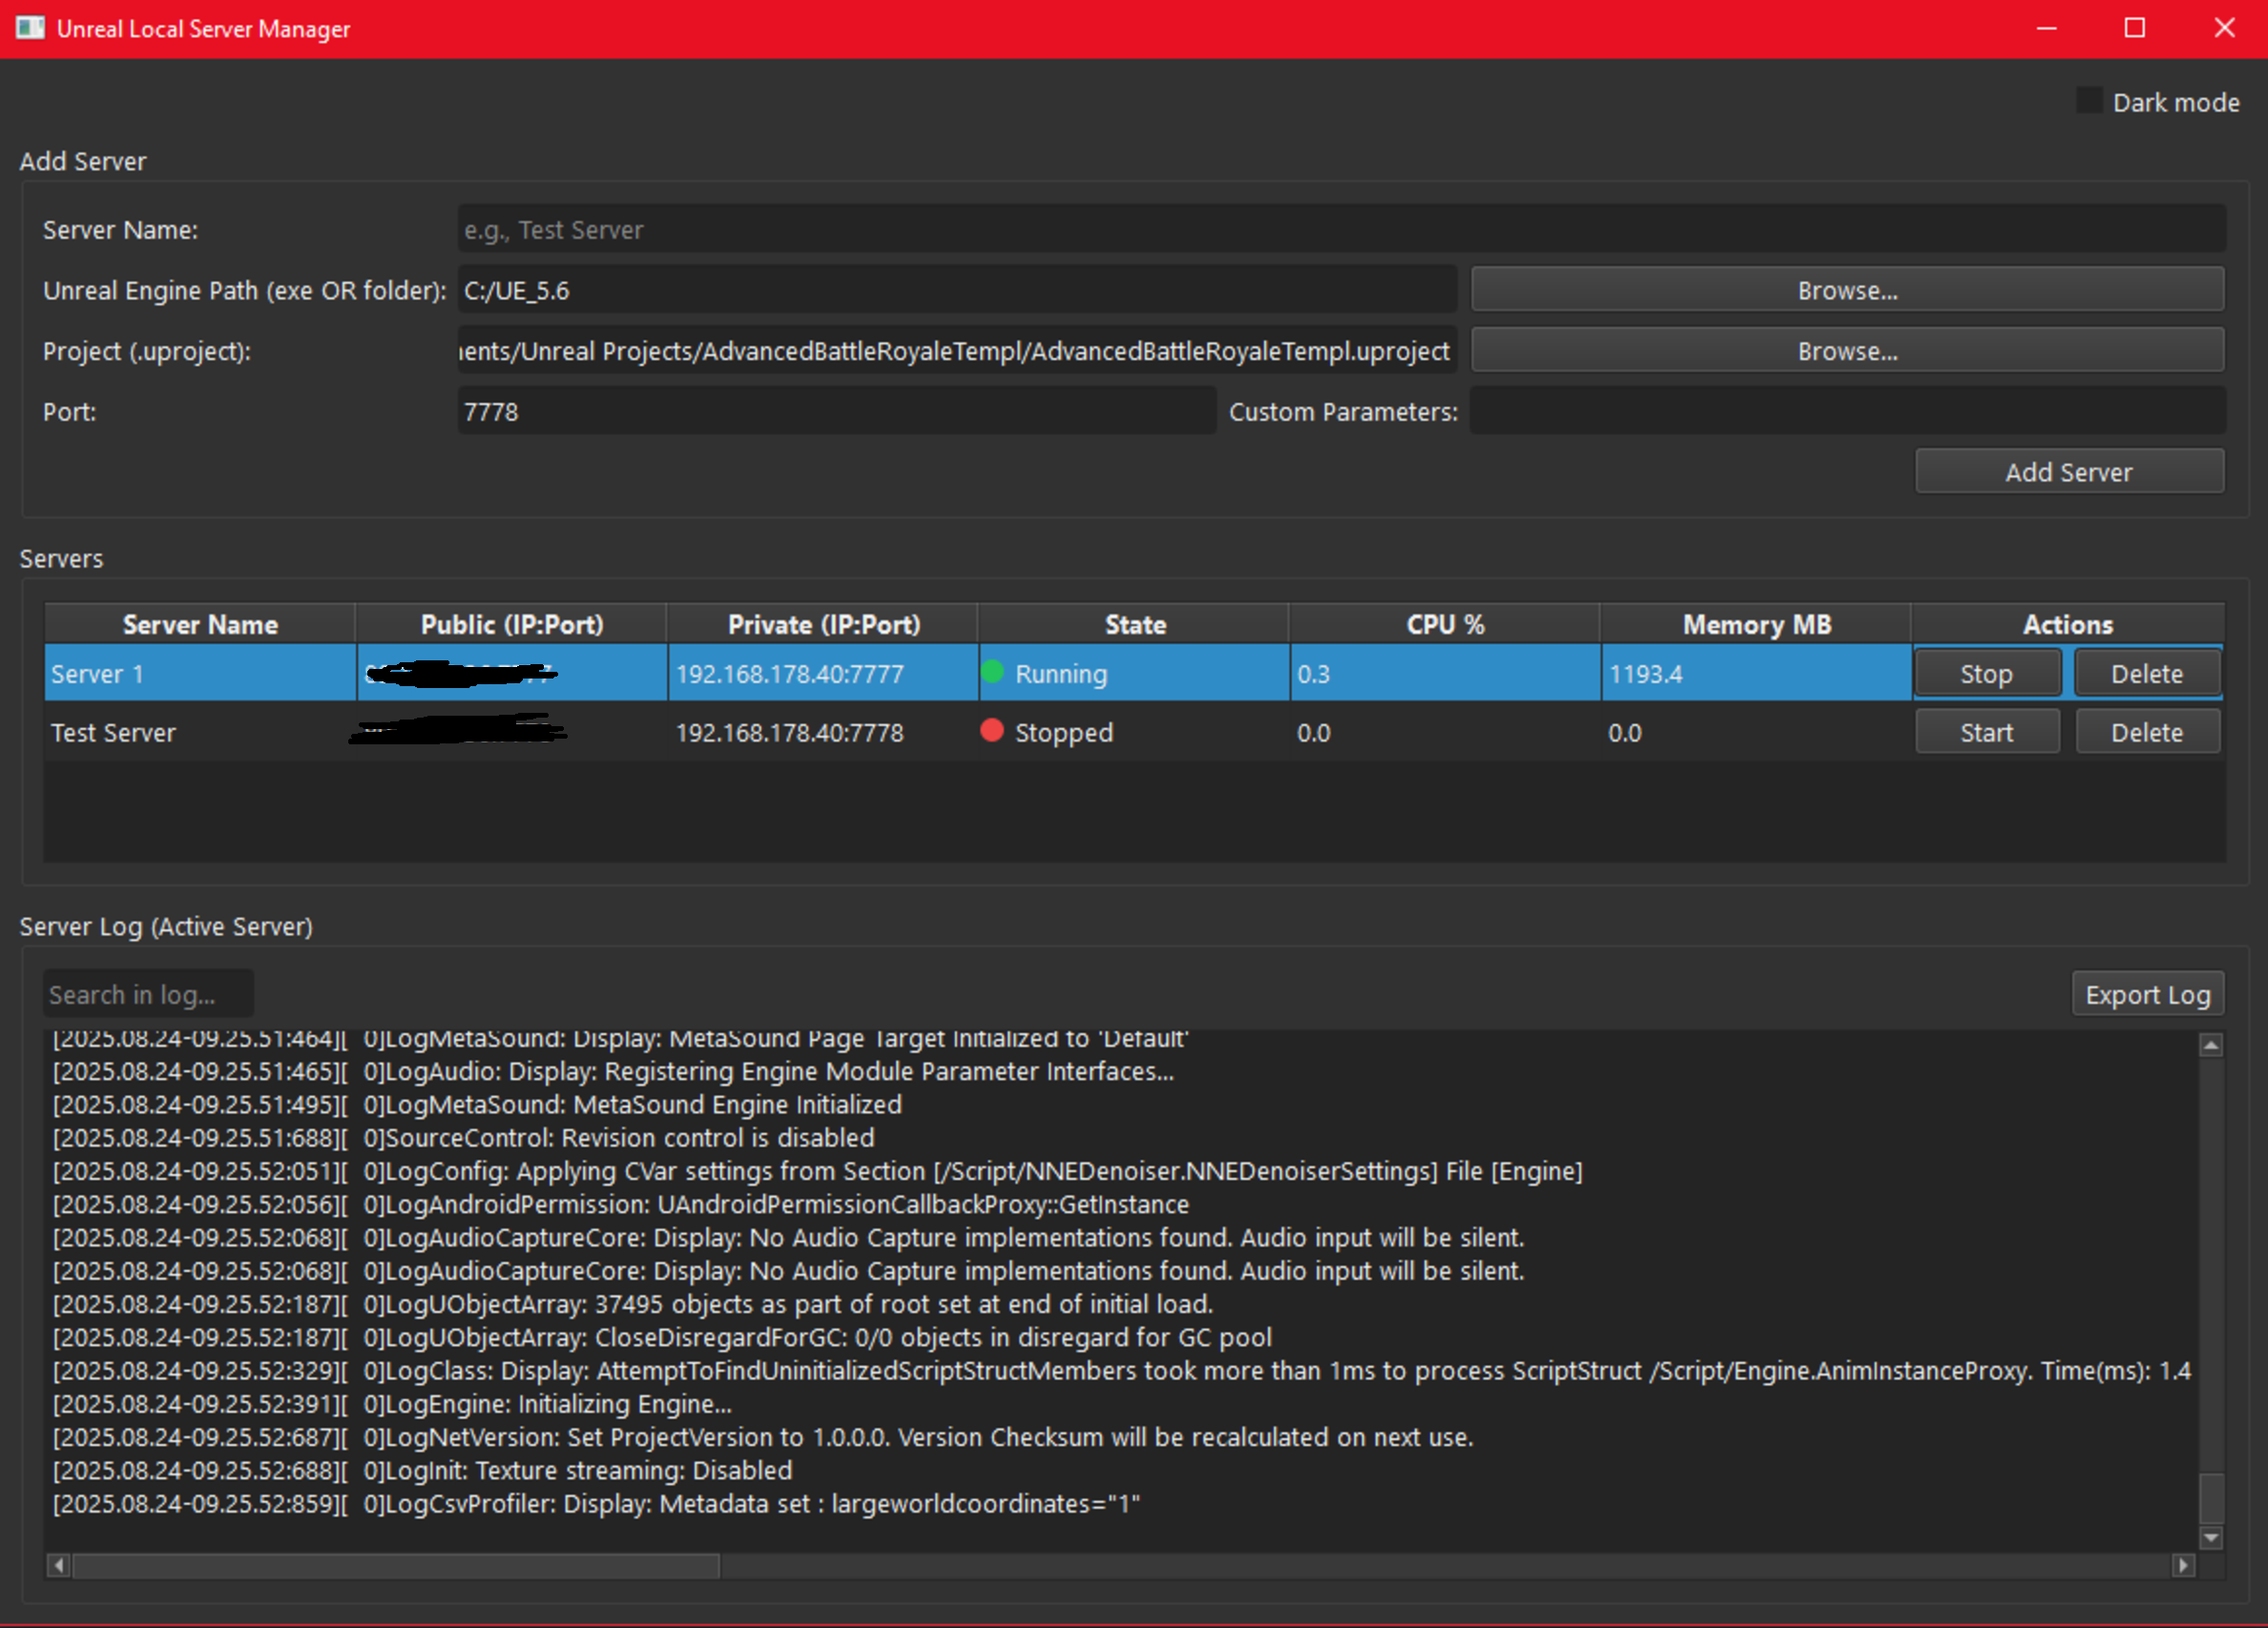 Unreal Local Server Manager
Dark mode
Add Server
Server Name: e.g., Test Server
Unreal Engine Path (exe OR folder): C:/UE_5.6 Browse...
Project (.uproject): ents/Unreal Projects/AdvancedBattleRoyaleTempl/AdvancedBattleRoyaleTempl.uproject Browse...
Port: 7778 Custom Parameters:
Add Server
Servers
Server Name Public (IP:Port) Private (IP:Port) State CPU % Memory MB Actions
Server 1 192.168.178.40:7777 Running 0.3 1193.4 Stop Delete
Test Server 192.168.178.40:7778 Stopped 0.0 0.0 Start Delete
Server Log (Active Server)
Search in log... Export Log
[2025.08.24-09.25.51:464][  0]LogMetaSound: Display: MetaSound Page Target Initialized to 'Default'
[2025.08.24-09.25.51:465][  0]LogAudio: Display: Registering Engine Module Parameter Interfaces...
[2025.08.24-09.25.51:495][  0]LogMetaSound: MetaSound Engine Initialized
[2025.08.24-09.25.51:688][  0]SourceControl: Revision control is disabled
[2025.08.24-09.25.52:051][  0]LogConfig: Applying CVar settings from Section [/Script/NNEDenoiser.NNEDenoiserSettings] File [Engine]
[2025.08.24-09.25.52:056][  0]LogAndroidPermission: UAndroidPermissionCallbackProxy::GetInstance
[2025.08.24-09.25.52:068][  0]LogAudioCaptureCore: Display: No Audio Capture implementations found. Audio input will be silent.
[2025.08.24-09.25.52:068][  0]LogAudioCaptureCore: Display: No Audio Capture implementations found. Audio input will be silent.
[2025.08.24-09.25.52:187][  0]LogUObjectArray: 37495 objects as part of root set at end of initial load.
[2025.08.24-09.25.52:187][  0]LogUObjectArray: CloseDisregardForGC: 0/0 objects in disregard for GC pool
[2025.08.24-09.25.52:329][  0]LogClass: Display: AttemptToFindUninitializedScriptStructMembers took more than 1ms to process ScriptStruct /Script/Engine.AnimInstanceProxy. Time(ms): 1.4
[2025.08.24-09.25.52:391][  0]LogEngine: Initializing Engine...
[2025.08.24-09.25.52:687][  0]LogNetVersion: Set ProjectVersion to 1.0.0.0. Version Checksum will be recalculated on next use.
[2025.08.24-09.25.52:688][  0]LogInit: Texture streaming: Disabled
[2025.08.24-09.25.52:859][  0]LogCsvProfiler: Display: Metadata set : largeworldcoordinates="1"